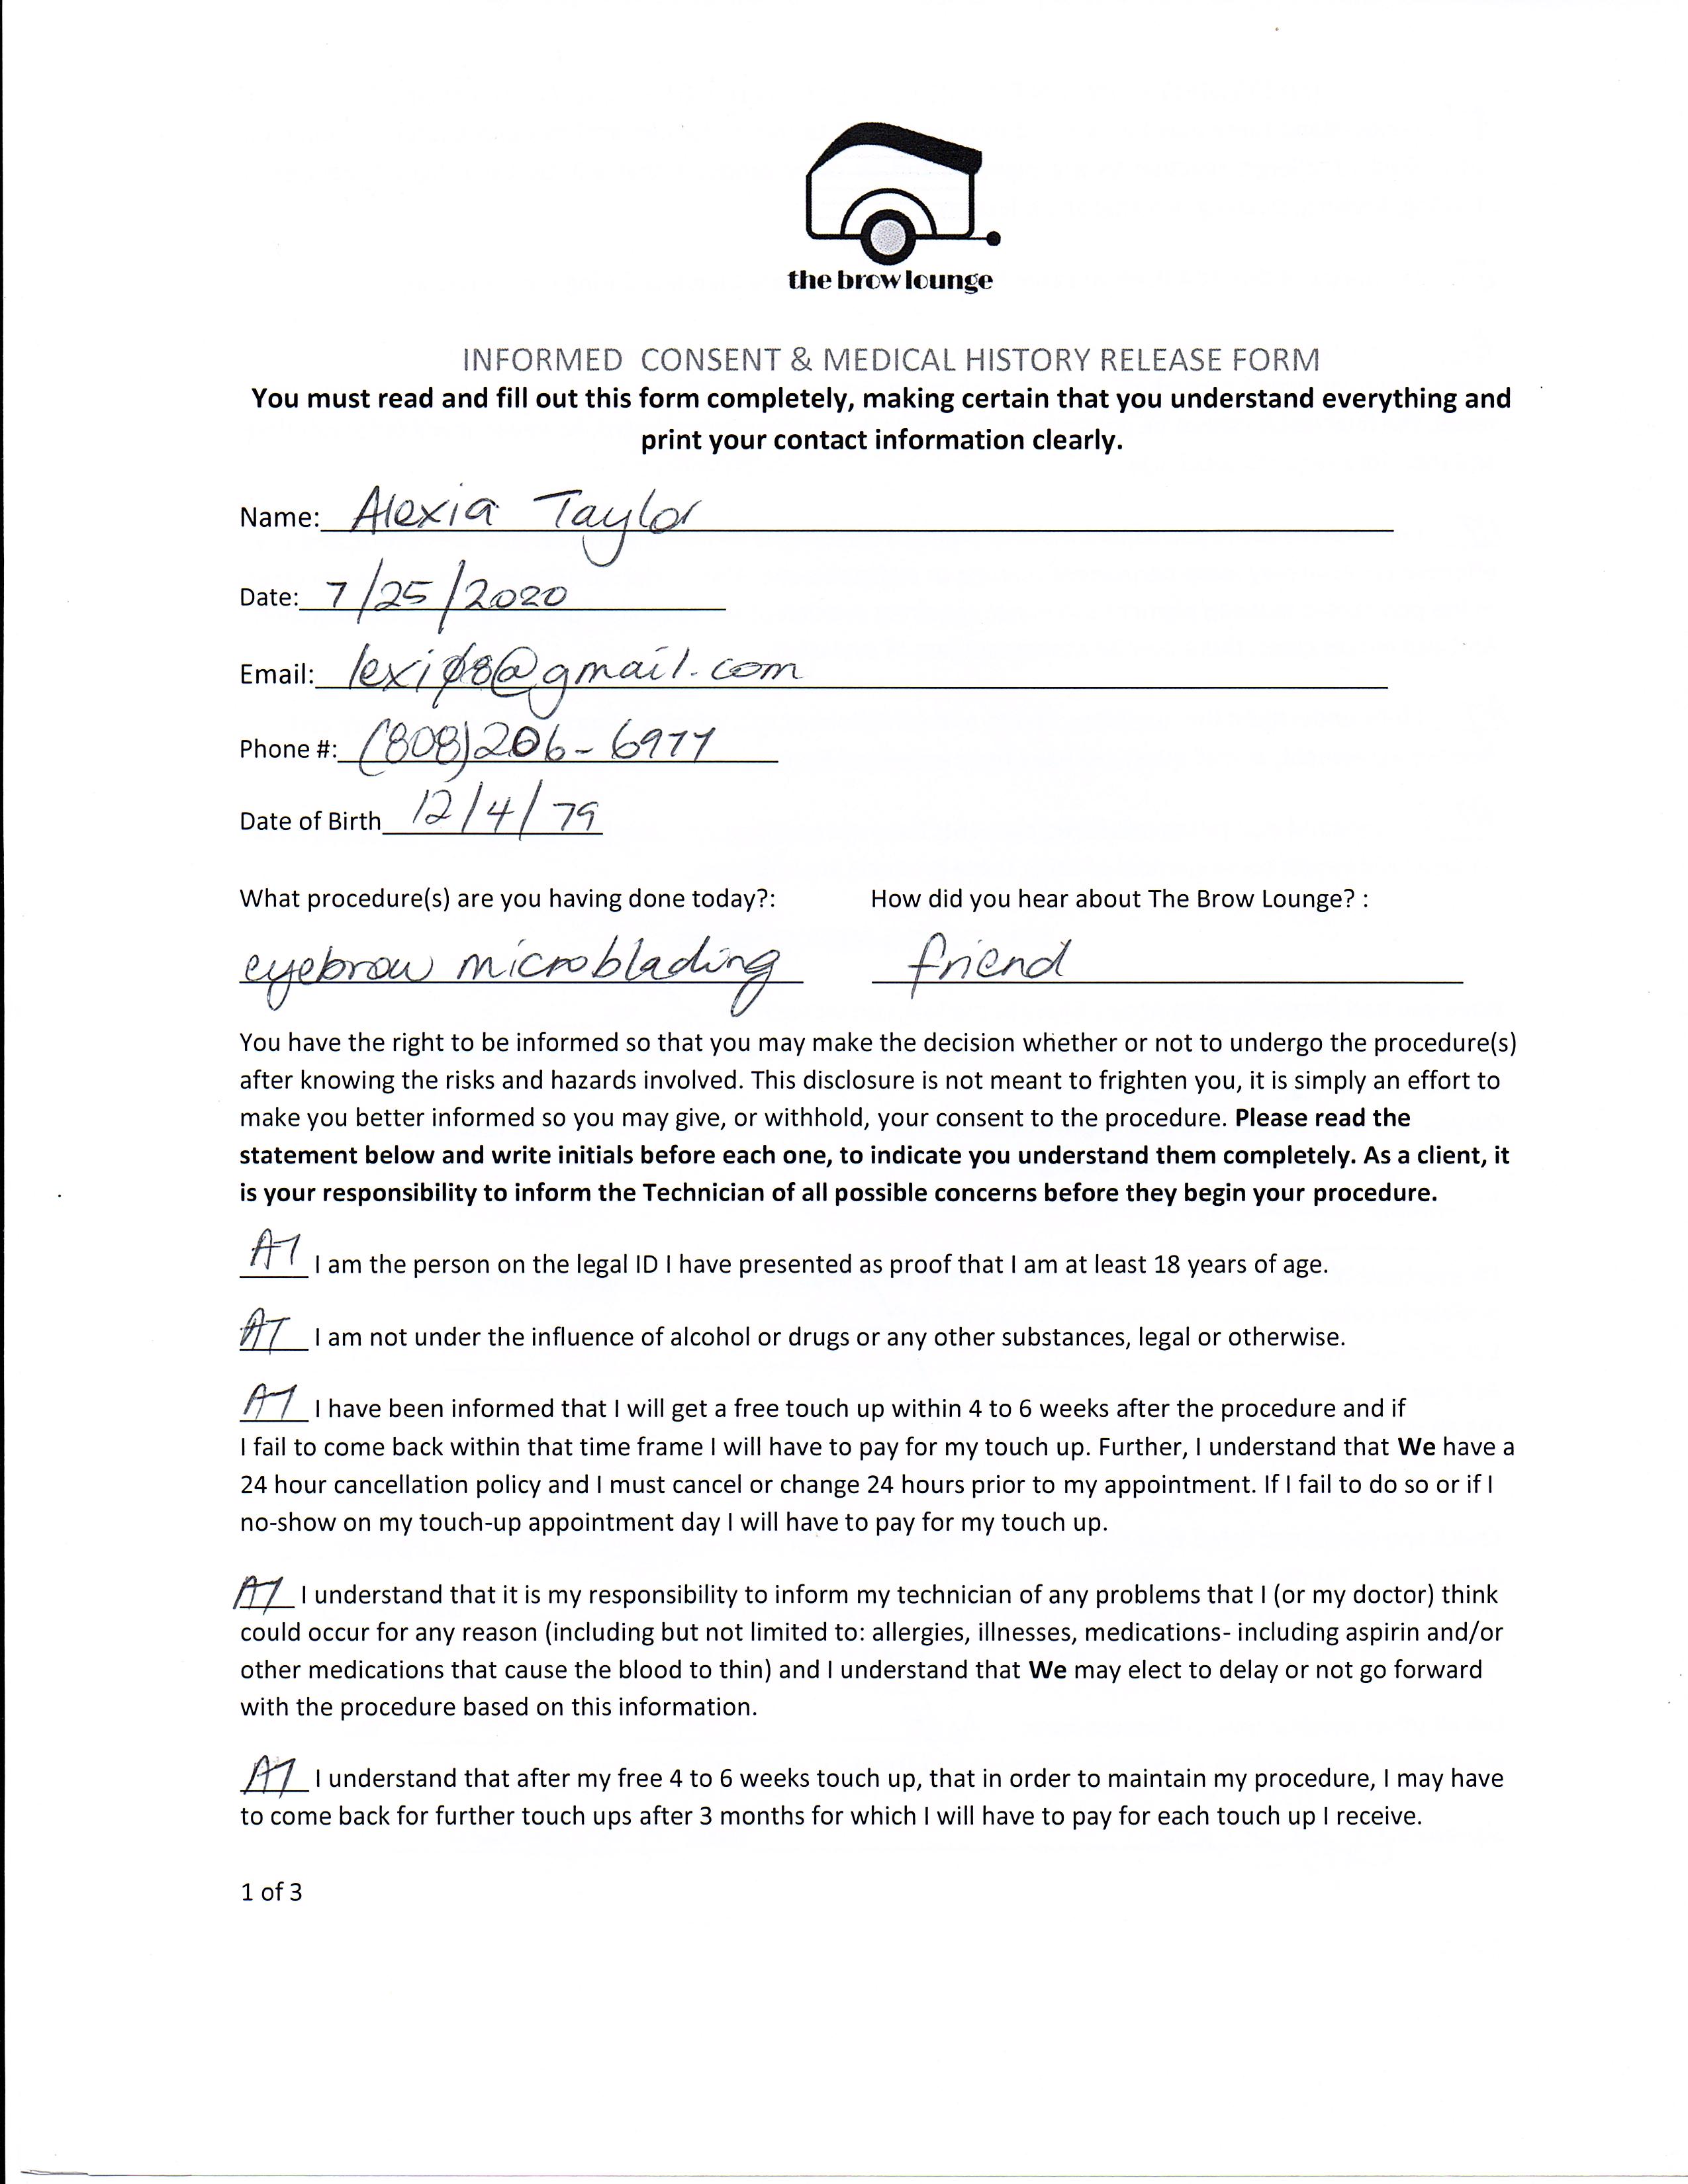 the brow lounge
INFORMED CONSENT & MEDICAL HISTORY RELEASE FORM
You must read and fill out this form completely, making certain that you understand everything and
print your contact information clearly.
Name: Alexia Taylor
Date: 7/25/2020
Email: @gmail.com
Phone #: (808)206-6977
Date of Birth 12/4/79
What procedure(s) are you having done today?: How did you hear about The Brow Lounge? :
eyebrow microblading friend
You have the right to be informed so that you may make the decision whether or not to undergo the procedure(s)
after knowing the risks and hazards involved. This disclosure is not meant to frighten you, it is simply an effort to
make you better informed so you may give, or withhold, your consent to the procedure. Please read the
statement below and write initials before each one, to indicate you understand them completely. As a client, it
is your responsibility to inform the Technician of all possible concerns before they begin your procedure.
AT I am the person on the legal ID I have presented as proof that I am at least 18 years of age.
AT I am not under the influence of alcohol or drugs or any other substances, legal or otherwise.
AT I have been informed that I will get a free touch up within 4 to 6 weeks after the procedure and if
I fail to come back within that time frame I will have to pay for my touch up. Further, I understand that We have a
24 hour cancellation policy and I must cancel or change 24 hours prior to my appointment. If I fail to do so or if I
no-show on my touch-up appointment day I will have to pay for my touch up.
AT I understand that it is my responsibility to inform my technician of any problems that I (or my doctor) think
could occur for any reason (including but not limited to: allergies, illnesses, medications- including aspirin and/or
other medications that cause the blood to thin) and I understand that We may elect to delay or not go forward
with the procedure based on this information.
AT I understand that after my free 4 to 6 weeks touch up, that in order to maintain my procedure, I may have
to come back for further touch ups after 3 months for which I will have to pay for each touch up I receive.
1 of 3